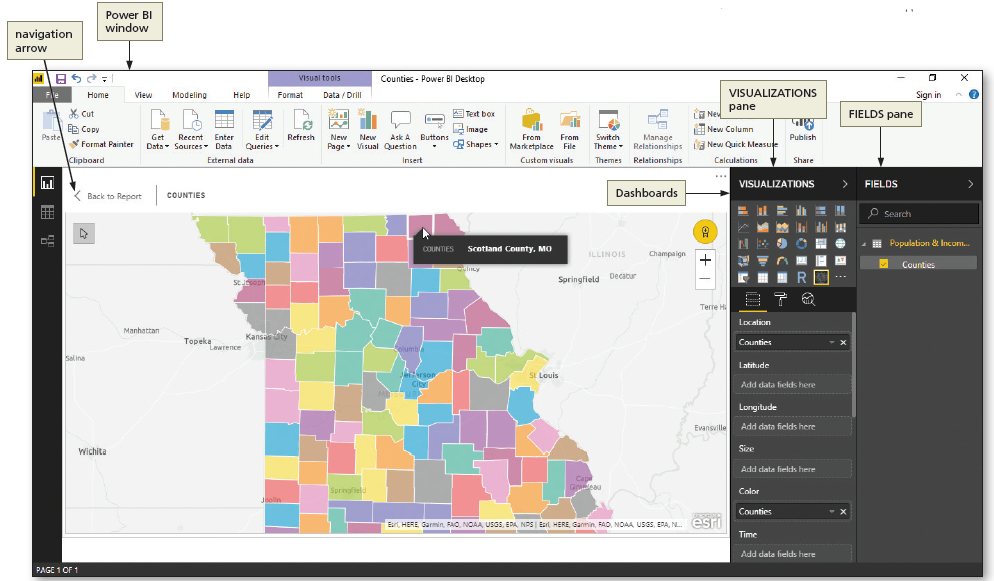 Power BI
window
navigation
arrow
Visual tools
Counties - Power BI Desktop
VISUALIZATIONS
pane
FIELDS pane
File
Home
View
Modeling
Help
Format
Data / Drill
Sign in
Paste
Cut
Copy
Format Painter
Clipboard
Get
Data
Recent
Sources
Enter
Data
Edit
Queries
External data
Refresh
New
Page
New
Visual
Ask A
Question
Buttons
Text box
Image
Shapes
Insert
From
Marketplace
From
File
Custom visuals
Switch
Theme
Themes
Manage
Relationships
Relationships
New Column
New Quick Measure
Calculations
Publish
Share
Back to Report
COUNTIES
Dashboards
VISUALIZATIONS
FIELDS
Search
Population & Incom...
Counties
R
COUNTIES Scotland County, MO
ILLINOIS
Champaign
Quincy
Springfield
Decatur
Terre Ha
St Joseph
Manhattan
Topeka
Lawrence
Kansas City
Salina
Columbia
Jefferson
City
St Louis
Evansville
Wichita
Cape
Girardeau
Springfield
Joplin
Esri, HERE, Garmin, FAO, NOAA, USGS, EPA, NPS | Esri, HERE, Garmin, FAO, NOAA, USGS, EPA, N...
esri
Location
Counties
Latitude
Add data fields here
Longitude
Add data fields here
Size
Add data fields here
Color
Counties
Time
Add data fields here
PAGE 1 OF 1